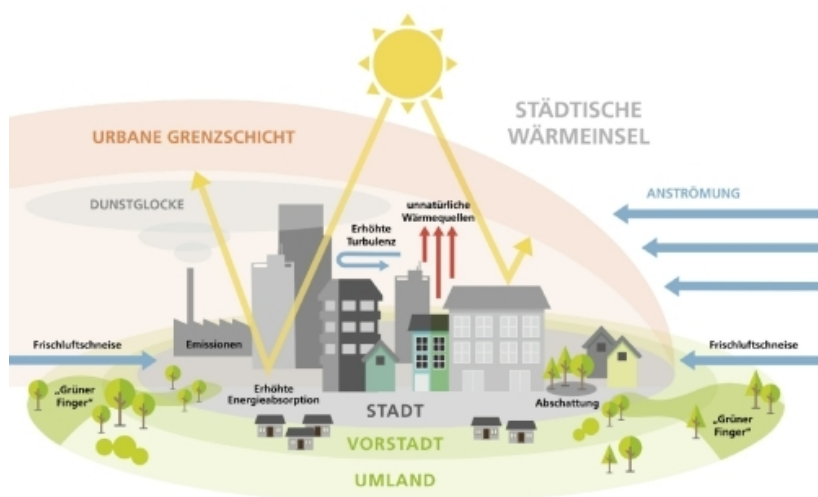 STÄDTISCHE
WÄRMEINSEL
URBANE GRENZSCHICHT
ANSTRÖMUNG
DUNSTGLOCKE
unnatürliche
Wärmequellen
Erhöhte
Turbulenz
Frischluftschneise
Emissionen
Frischluftschneise
„Grüner
Finger"
Erhöhte
Energieabsorption
STADT
Abschattung
„Grüner
Finger"
VORSTADT
UMLAND